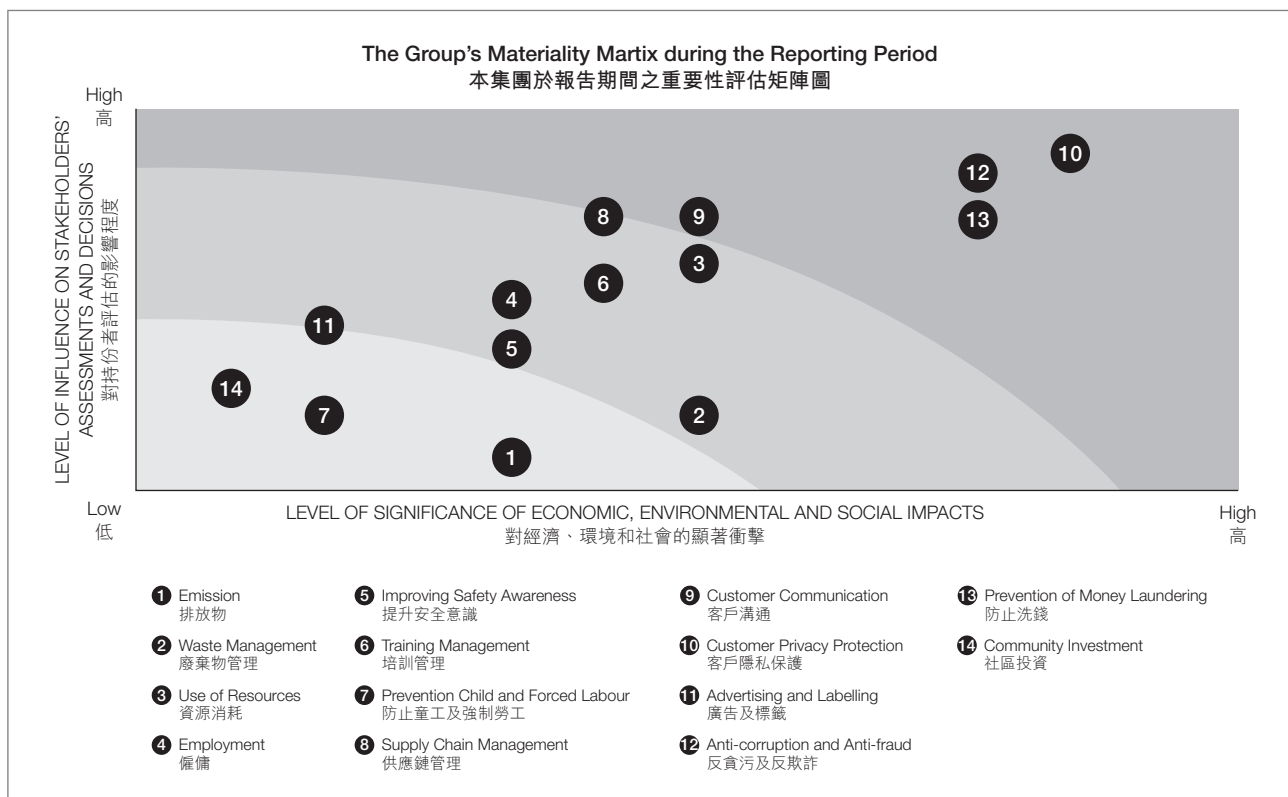 The Group's Materiality Martix during the Reporting Period
本集團於報告期間之重要性評估矩陣圖
High
高
LEVEL OF INFLUENCE ON STAKEHOLDERS'
ASSESSMENTS AND DECISIONS
對持份者評估的影響程度
10
12
8
9
13
3
6
4
11
5
14
7
2
1
Low
低
LEVEL OF SIGNIFICANCE OF ECONOMIC, ENVIRONMENTAL AND SOCIAL IMPACTS
對經濟、環境和社會的顯著衝擊
High
高
1 Emission
排放物
2 Waste Management
廢棄物管理
3 Use of Resources
資源消耗
4 Employment
僱傭
5 Improving Safety Awareness
提升安全意識
6 Training Management
培訓管理
7 Prevention Child and Forced Labour
防止童工及強制勞工
8 Supply Chain Management
供應鏈管理
9 Customer Communication
客戶溝通
10 Customer Privacy Protection
客戶隱私保護
11 Advertising and Labelling
廣告及標籤
12 Anti-corruption and Anti-fraud
反貪污及反欺詐
13 Prevention of Money Laundering
防止洗錢
14 Community Investment
社區投資